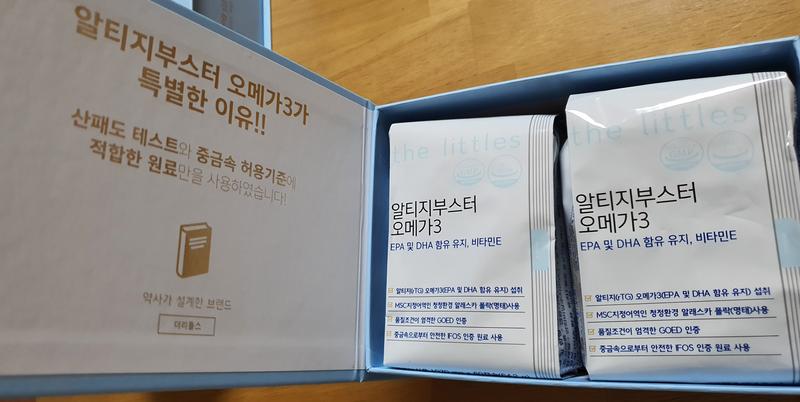 알티지부스터 오메가3가
특별한 이유!!
산패도 테스트와 중금속 허용기준에
적합한 원료만을 사용하였습니다!
약사가 설계한 브랜드
더리틀스
the littles
GMP
알티지부스터
오메가3
EPA 및 DHA 함유 유지, 비타민E
알티지(rTG) 오메가3(EPA 및 DHA 함유 유지) 섭취
MSC지정어역인 청정환경 알래스카 폴락(명태)사용
품질조건이 엄격한 GOED 인증
중금속으로부터 안전한 IFOS 인증 원료 사용
the littles
GMP
알티지부스터
오메가3
EPA 및 DHA 함유 유지, 비타민E
알티지(rTG) 오메가3(EPA 및 DHA 함유 유지) 섭취
MSC지정어역인 청정환경 알래스카 폴락(명태)사용
품질조건이 엄격한 GOED 인증
중금속으로부터 안전한 IFOS 인증 원료 사용